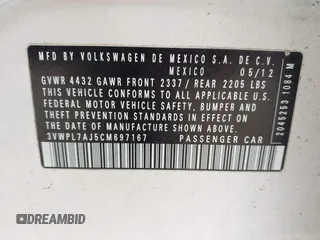 MFD BY VOLKSWAGEN DE MEXICO S.A. DE C.V.
MEXICO 05/12
GVWR 4432 GAWR FRONT 2337/ REAR 2205 LBS
THIS VEHICLE CONFORMS TO ALL APPLICABLE U.S.
FEDERAL MOTOR VEHICLE SAFETY, BUMPER AND
THEFT PREVENTION STANDARDS IN EFFECT ON
THE DATE OF MANUFACTURE SHOWN ABOVE.
3VWPL7AJ5CM697167 PASSENGER CAR
2045253 1084 M
DREAMBID